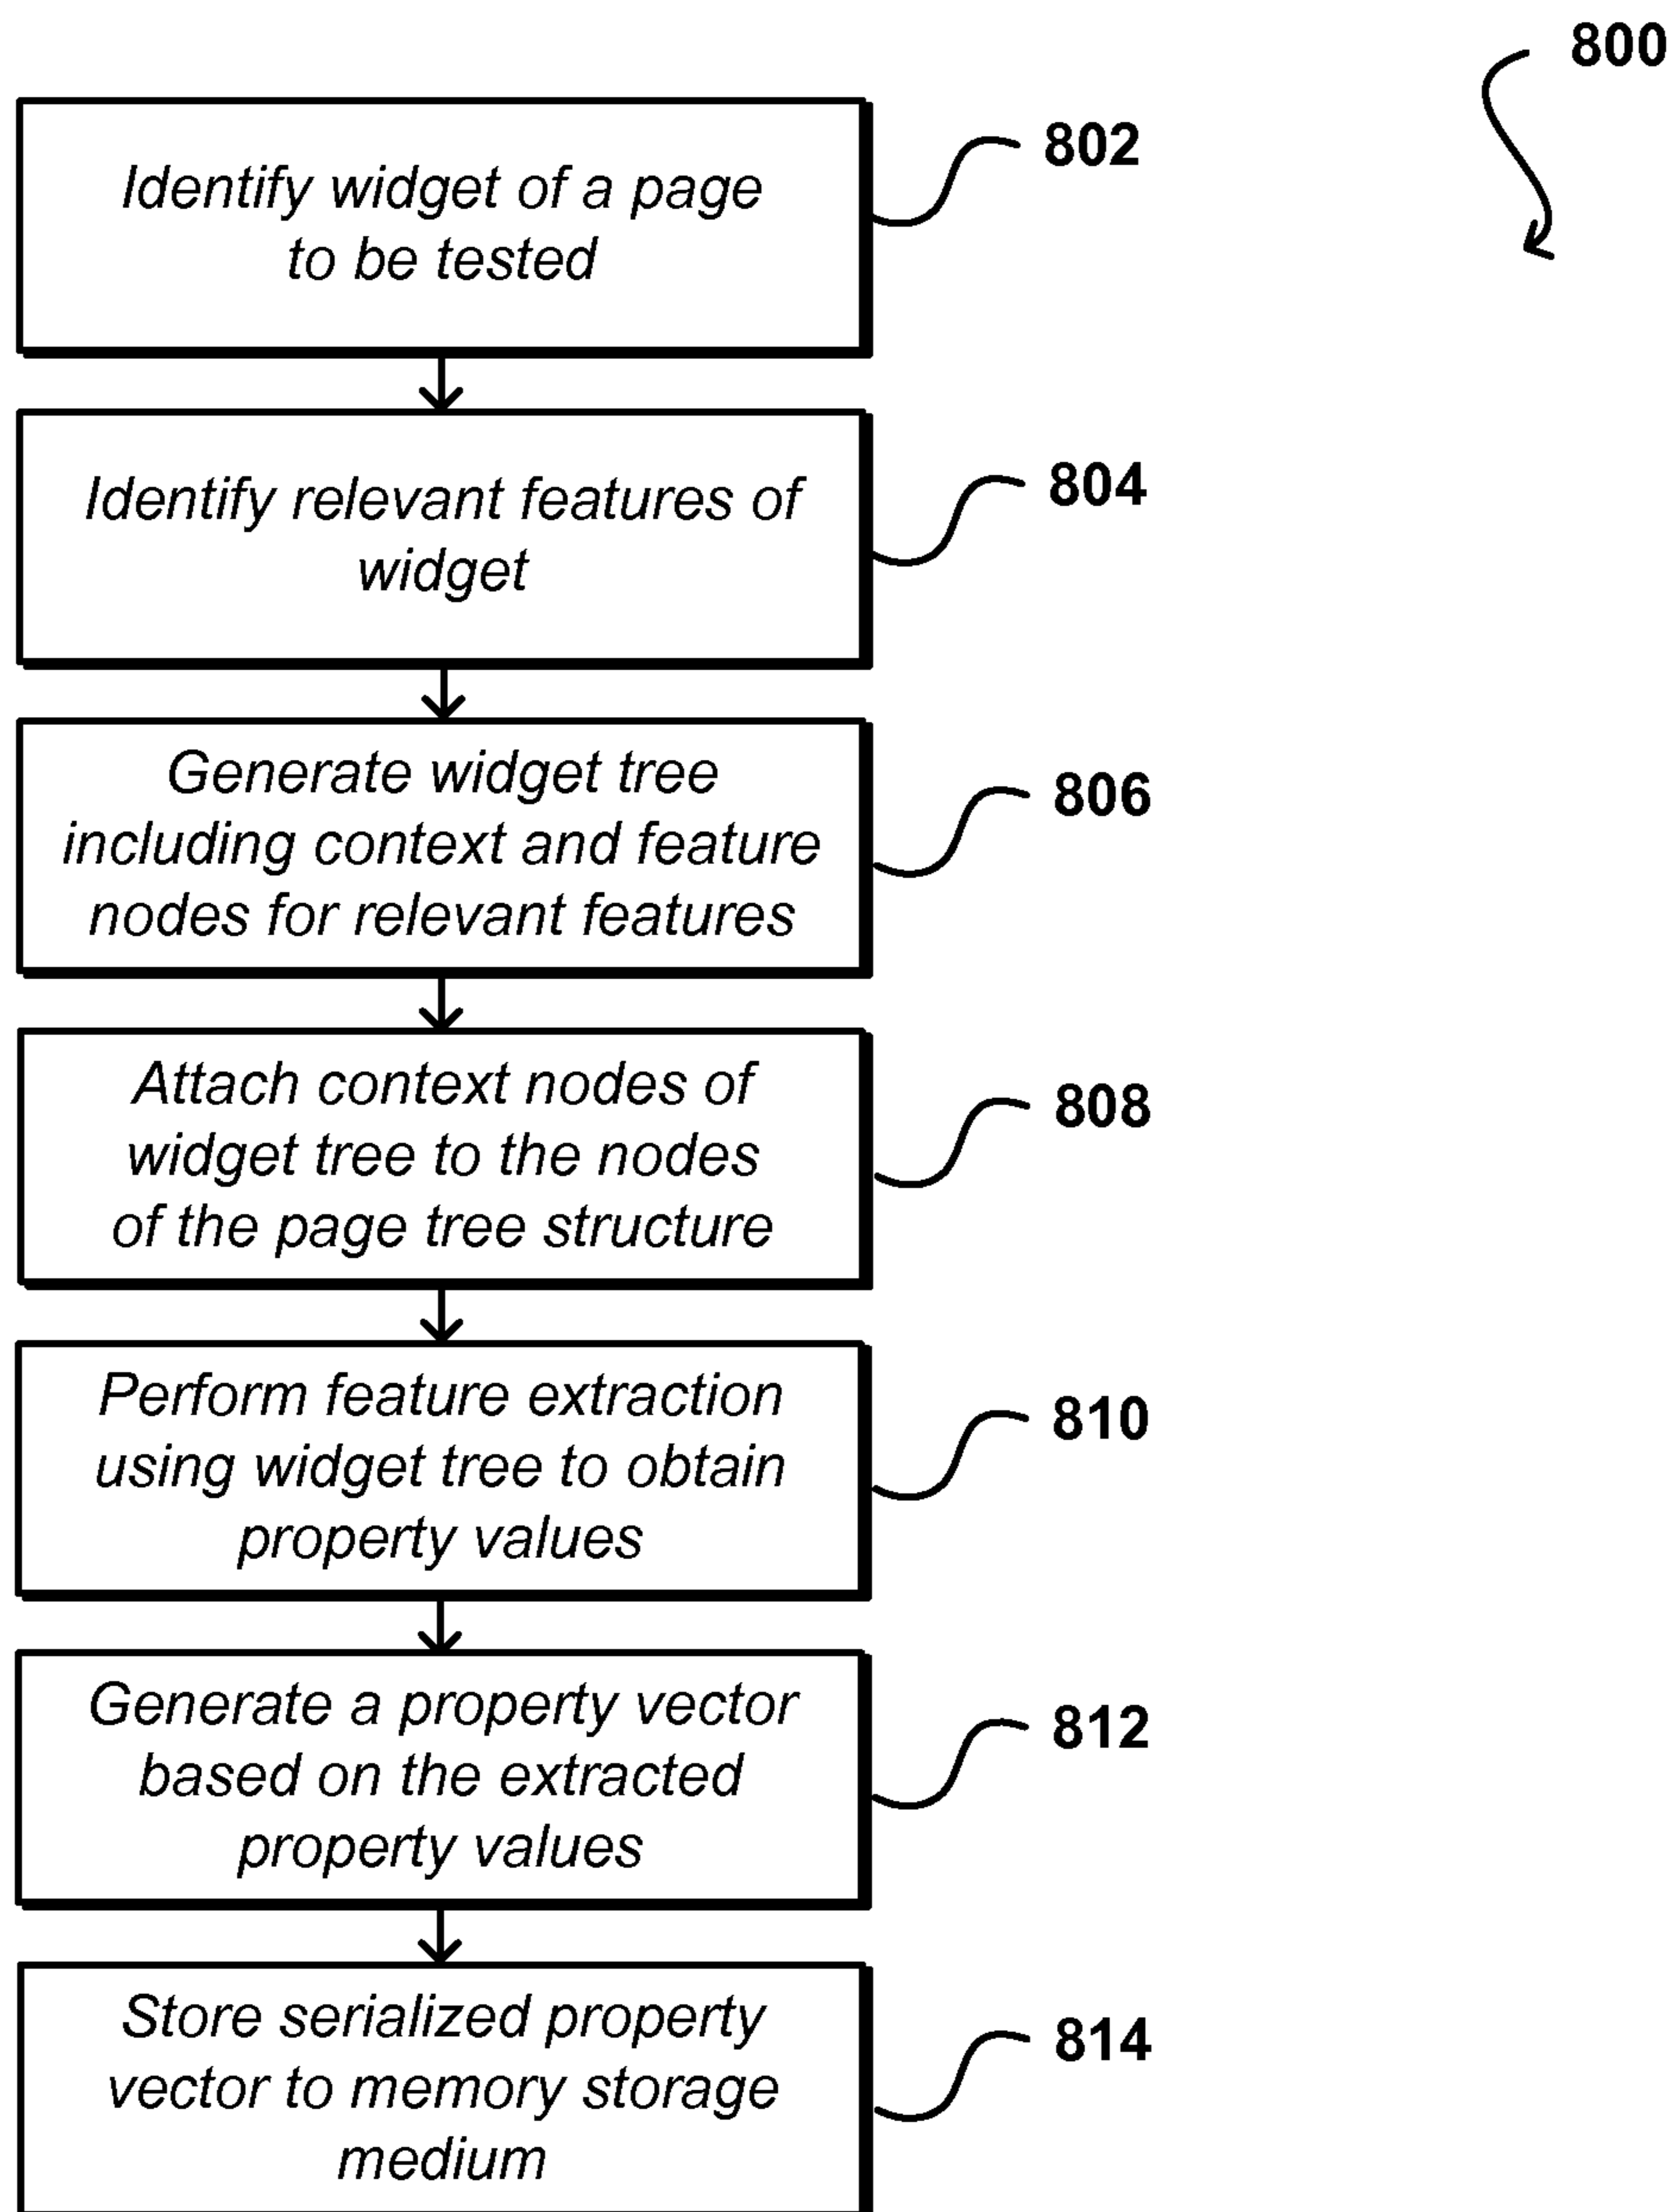 800
Identify widget of a page
to be tested
802
Identify relevant features of
widget
804
Generate widget tree
including context and feature
nodes for relevant features
806
Attach context nodes of
widget tree to the nodes
of the page tree structure
808
Perform feature extraction
using widget tree to obtain
property values
810
Generate a property vector
based on the extracted
property values
812
Store serialized property
vector to memory storage
medium
814